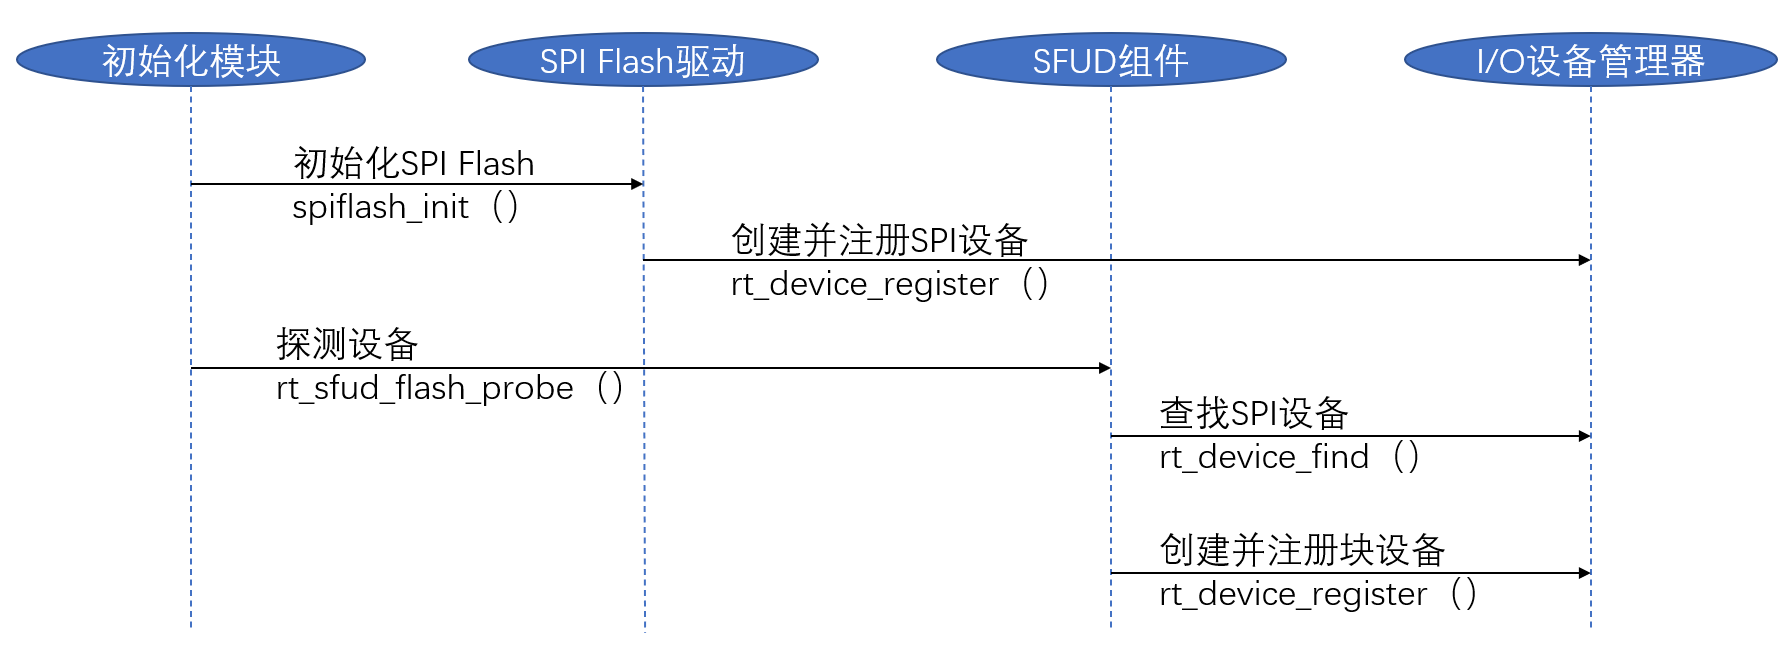 初始化模块
SPI Flash驱动
SFUD组件
I/O设备管理器
初始化SPI Flash
spiflash_init（）
创建并注册SPI设备
rt_device_register（）
探测设备
rt_sfud_flash_probe（）
查找SPI设备
rt_device_find（）
创建并注册块设备
rt_device_register（）